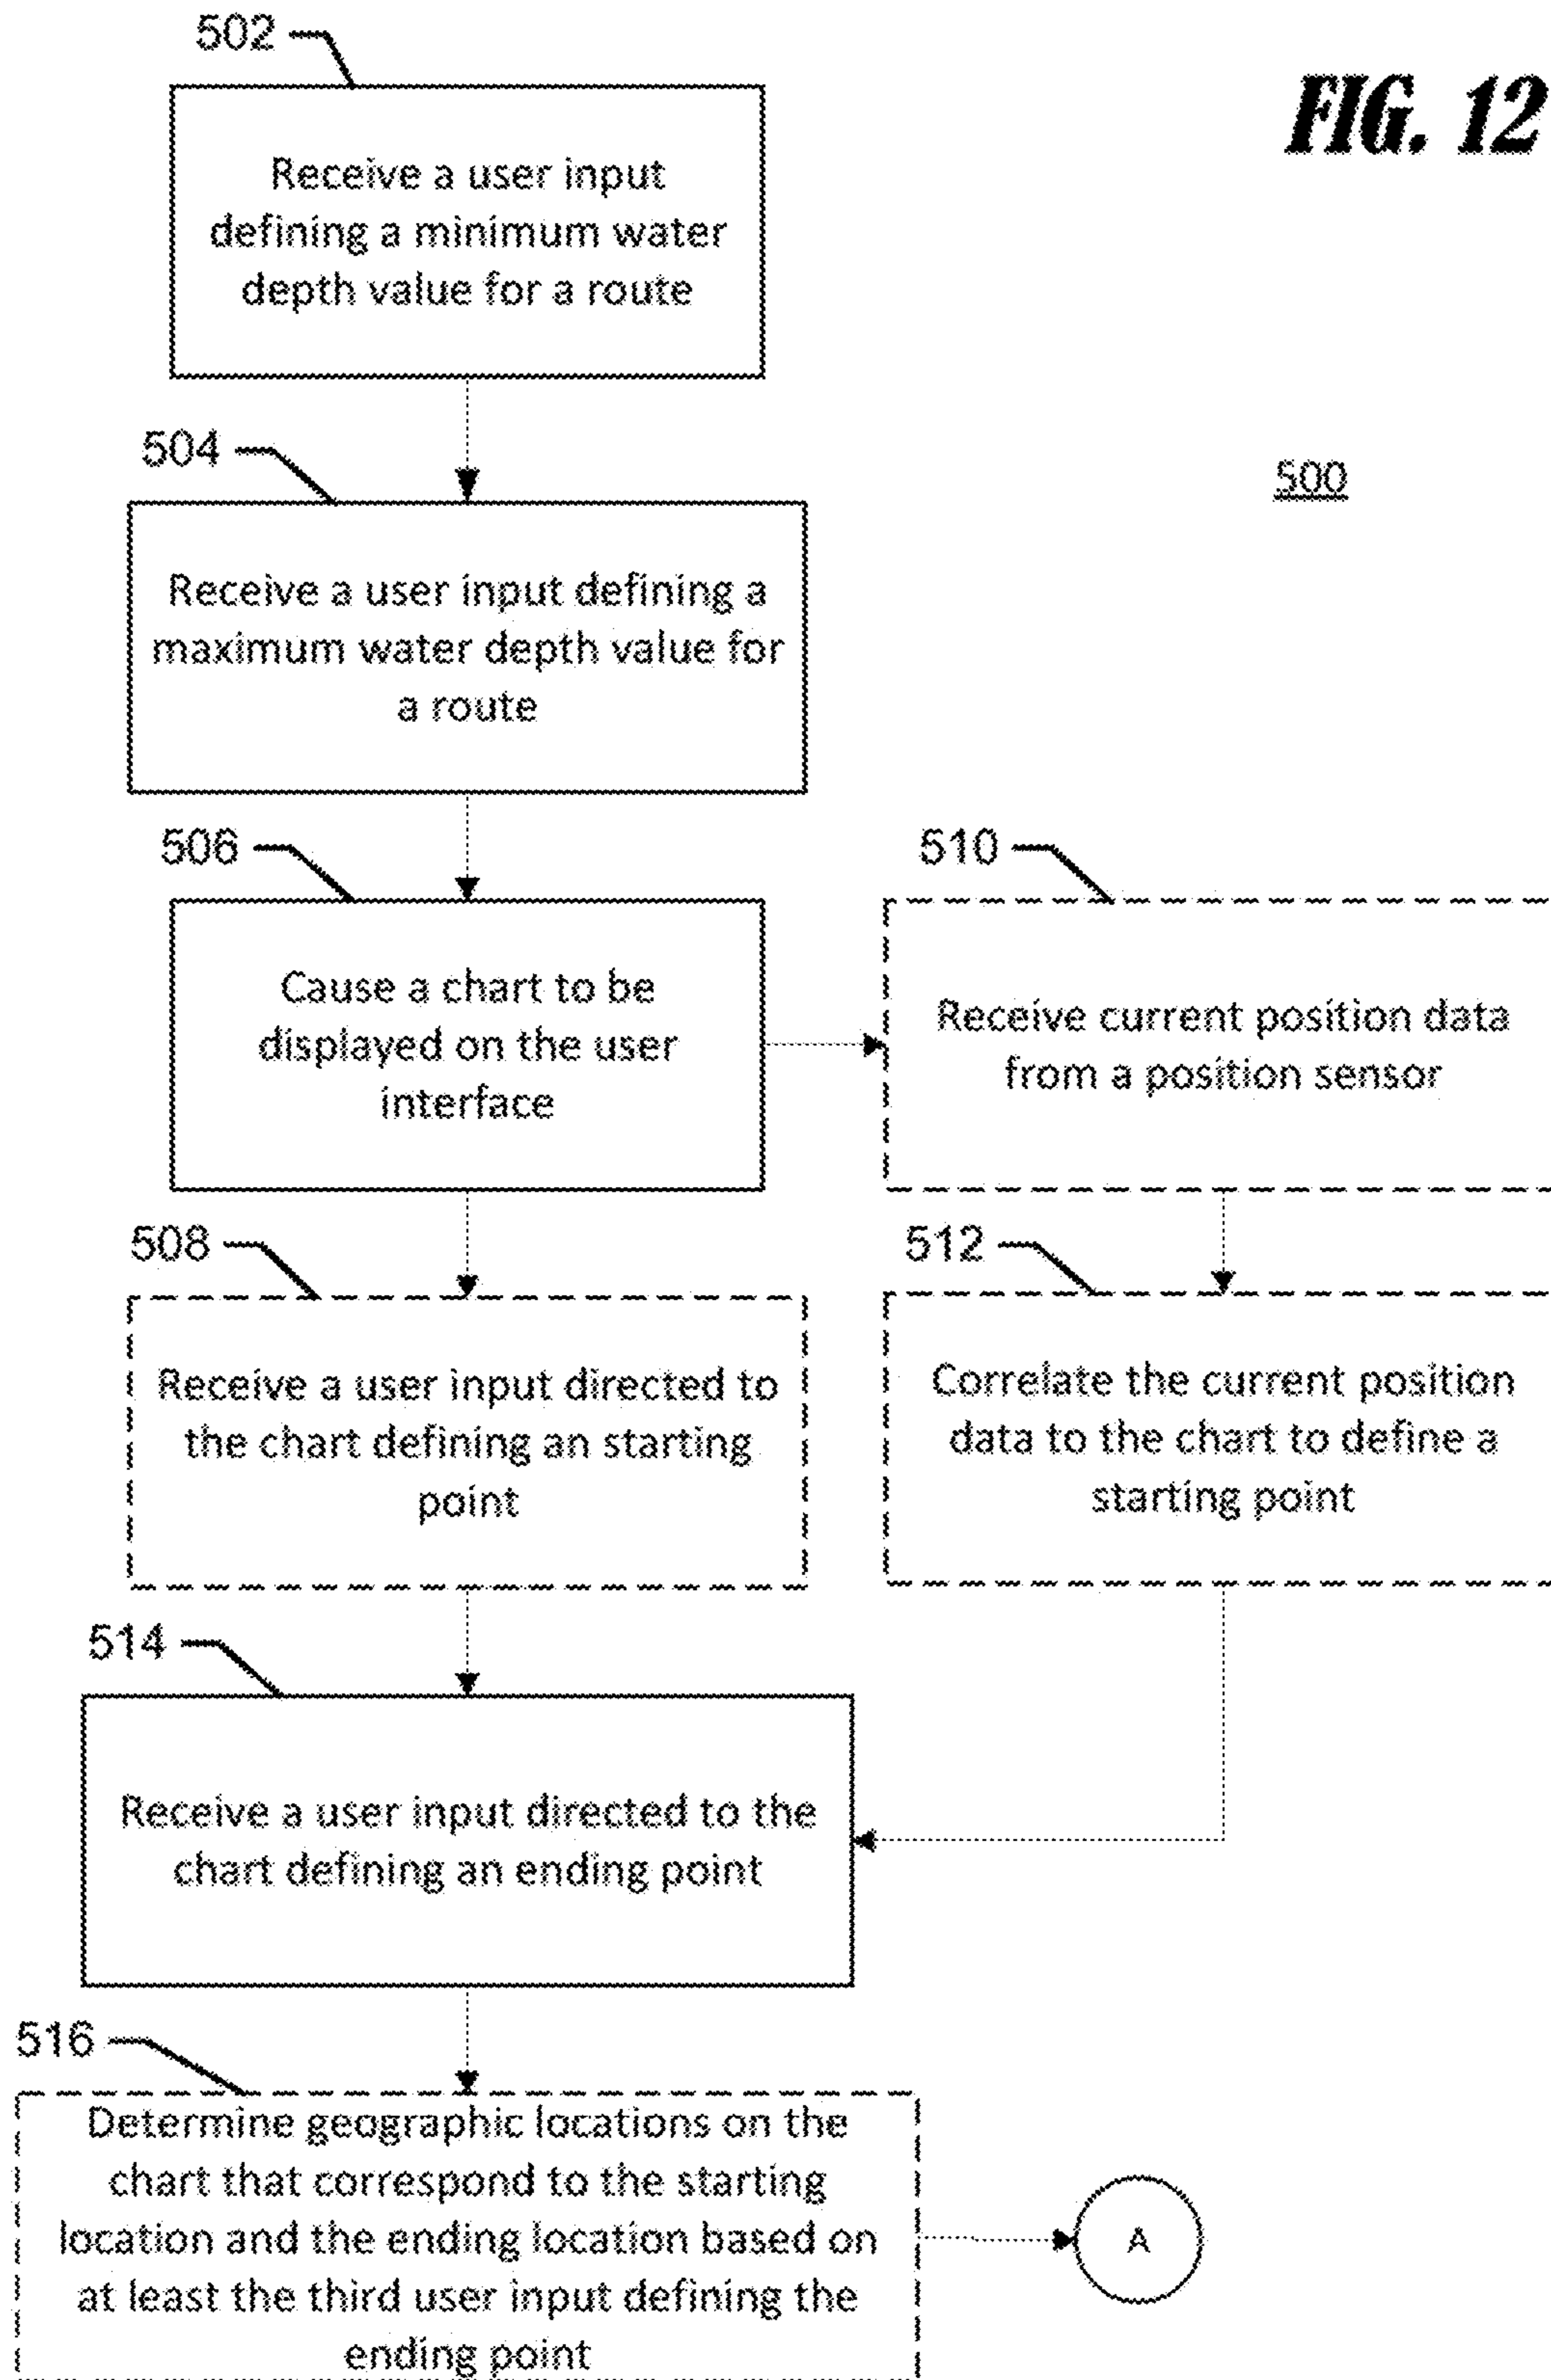 FIG. 12
500
502
Receive a user input
defining a minimum water
depth value for a route
504
Receive a user input defining a
maximum water depth value for
a route
506
Cause a chart to be
displayed on the user
interface
510
Receive current position data
from a position sensor
508
Receive a user input directed to
the chart defining an starting
point
512
Correlate the current position
data to the chart to define a
starting point
514
Receive a user input directed to the
chart defining an ending point
516
Determine geographic locations on the
chart that correspond to the starting
location and the ending location based on
at least the third user input defining the
ending point
A